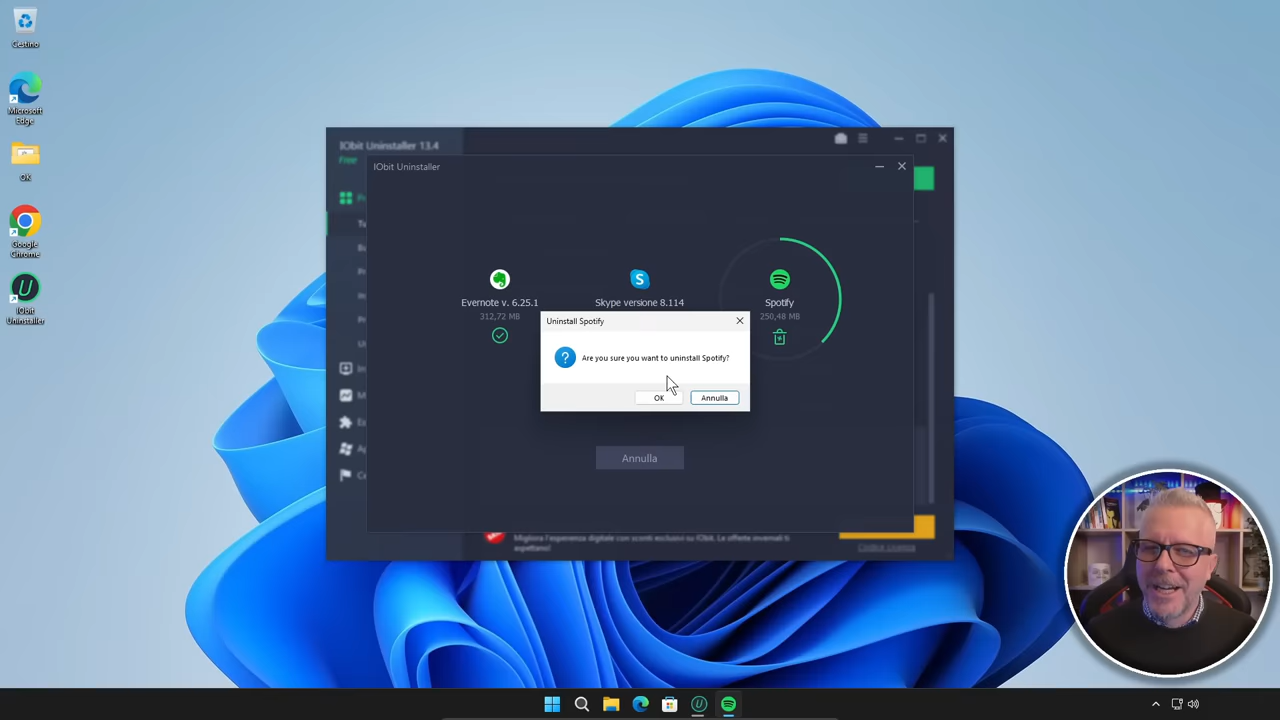 Cestino
Microsoft
Edge
OK
Google
Chrome
IObit
Uninstaller
IObit Uninstaller 13.4
Free
IObit Uninstaller
Evernote v. 6.25.1
312,72 MB
Skype versione 8.114
Spotify
250,48 MB
Uninstall Spotify
Are you sure you want to uninstall Spotify?
OK
Annulla
Annulla
Migliora l'esperienza digitale con sconti esclusivi su IObit. Le offerte invernali ti
aspettano!
Codice Licenza